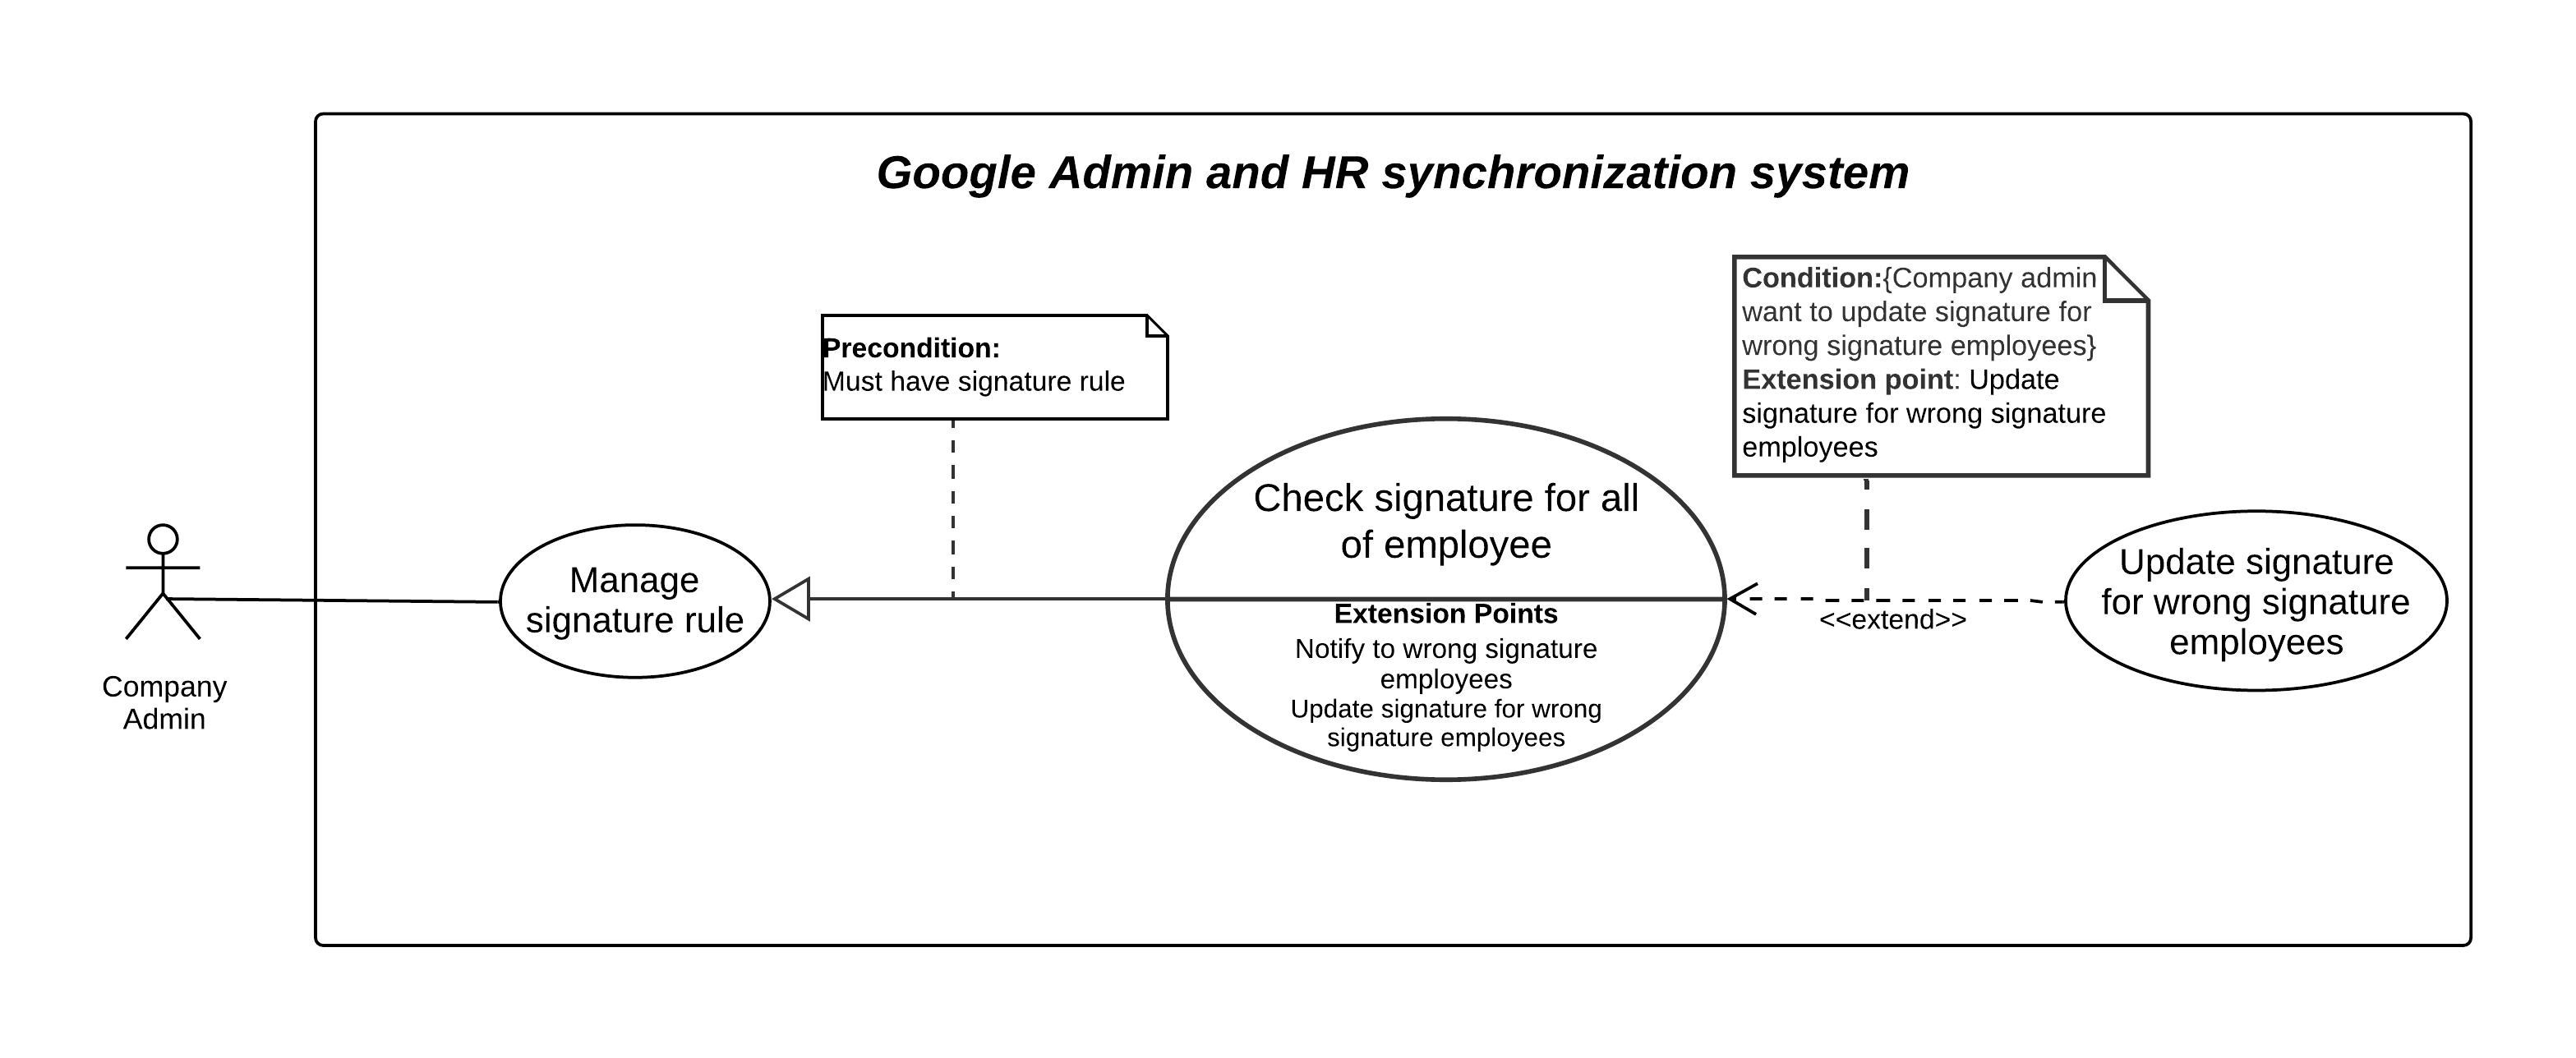 Google Admin and HR synchronization system
Condition:{Company admin
want to update signature for
wrong signature employees}
Extension point: Update
signature for wrong signature
employees
Precondition:
Must have signature rule
Check signature for all
of employee
Extension Points
Notify to wrong signature
employees
Update signature for wrong
signature employees
Manage
signature rule
<<extend>>
Update signature
for wrong signature
employees
Company
Admin